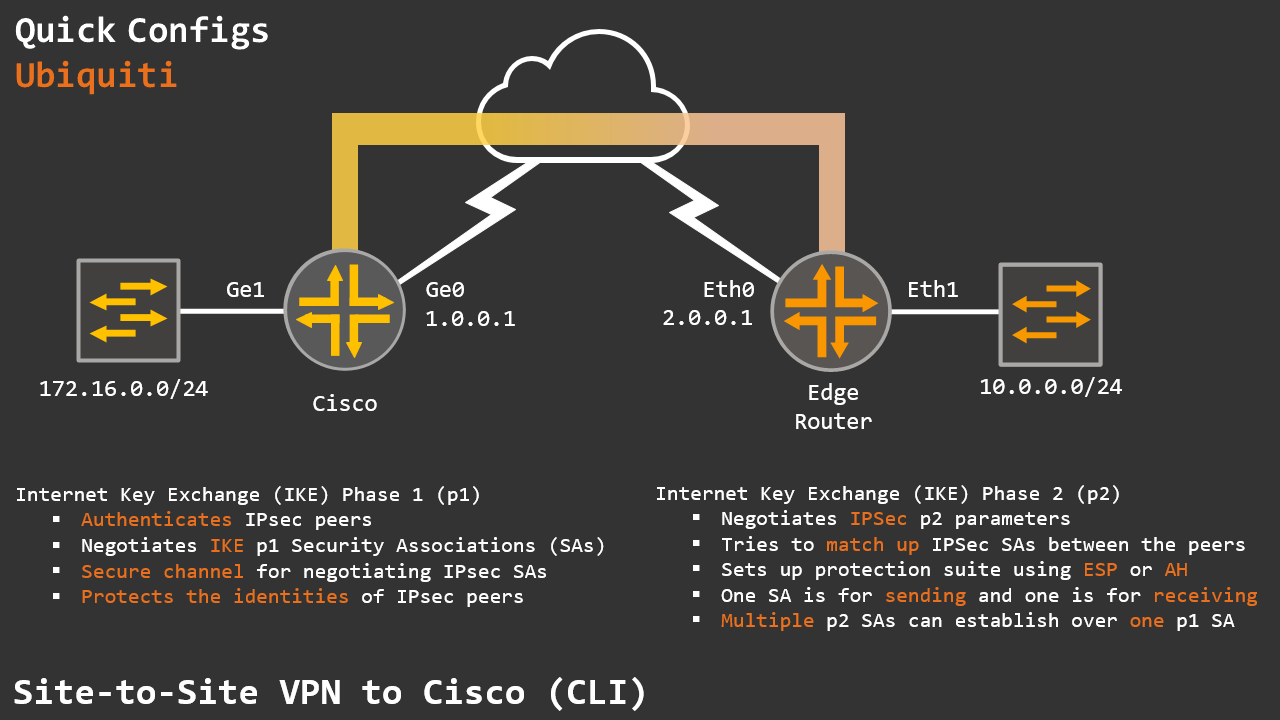 Quick Configs
Ubiquiti
Ge1
Ge0
1.0.0.1
Eth0
2.0.0.1
Eth1
172.16.0.0/24
Cisco
Edge
Router
10.0.0.0/24
Internet Key Exchange (IKE) Phase 1 (p1)
▪ Authenticates IPsec peers
▪ Negotiates IKE p1 Security Associations (SAs)
▪ Secure channel for negotiating IPsec SAs
▪ Protects the identities of IPsec peers
Internet Key Exchange (IKE) Phase 2 (p2)
▪ Negotiates IPSec p2 parameters
▪ Tries to match up IPSec SAs between the peers
▪ Sets up protection suite using ESP or AH
▪ One SA is for sending and one is for receiving
▪ Multiple p2 SAs can establish over one p1 SA
Site-to-Site VPN to Cisco (CLI)